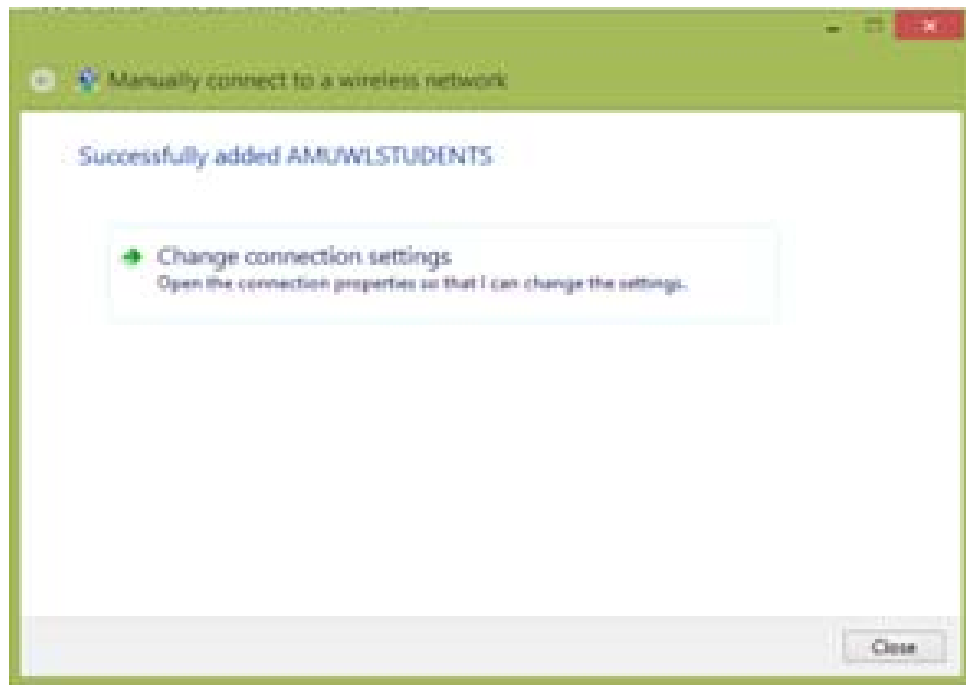 Manually connect to a wireless network
Successfully added AMUWLSTUDENTS
Change connection settings
Open the connection properties so that I can change the settings.
Close